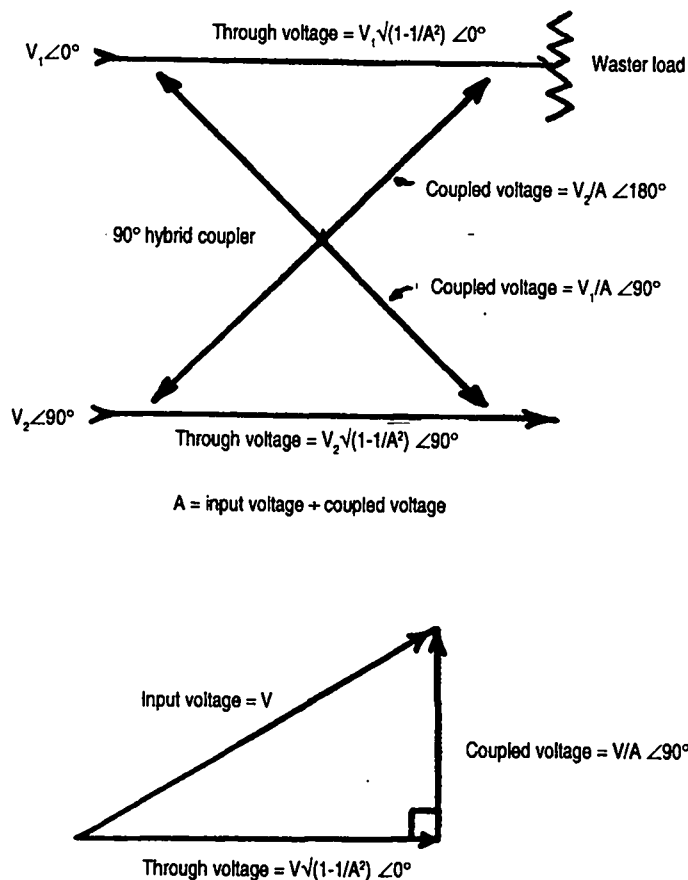 Through voltage = V₁√(1-1/A²) ∠0°
V₁∠0°
Waster load
Coupled voltage = V₂/A ∠180°
90° hybrid coupler
Coupled voltage = V₁/A ∠90°
V₂∠90°
Through voltage = V₂√(1-1/A²) ∠90°
A = input voltage ÷ coupled voltage
Input voltage = V
Coupled voltage = V/A ∠90°
Through voltage = V√(1-1/A²) ∠0°